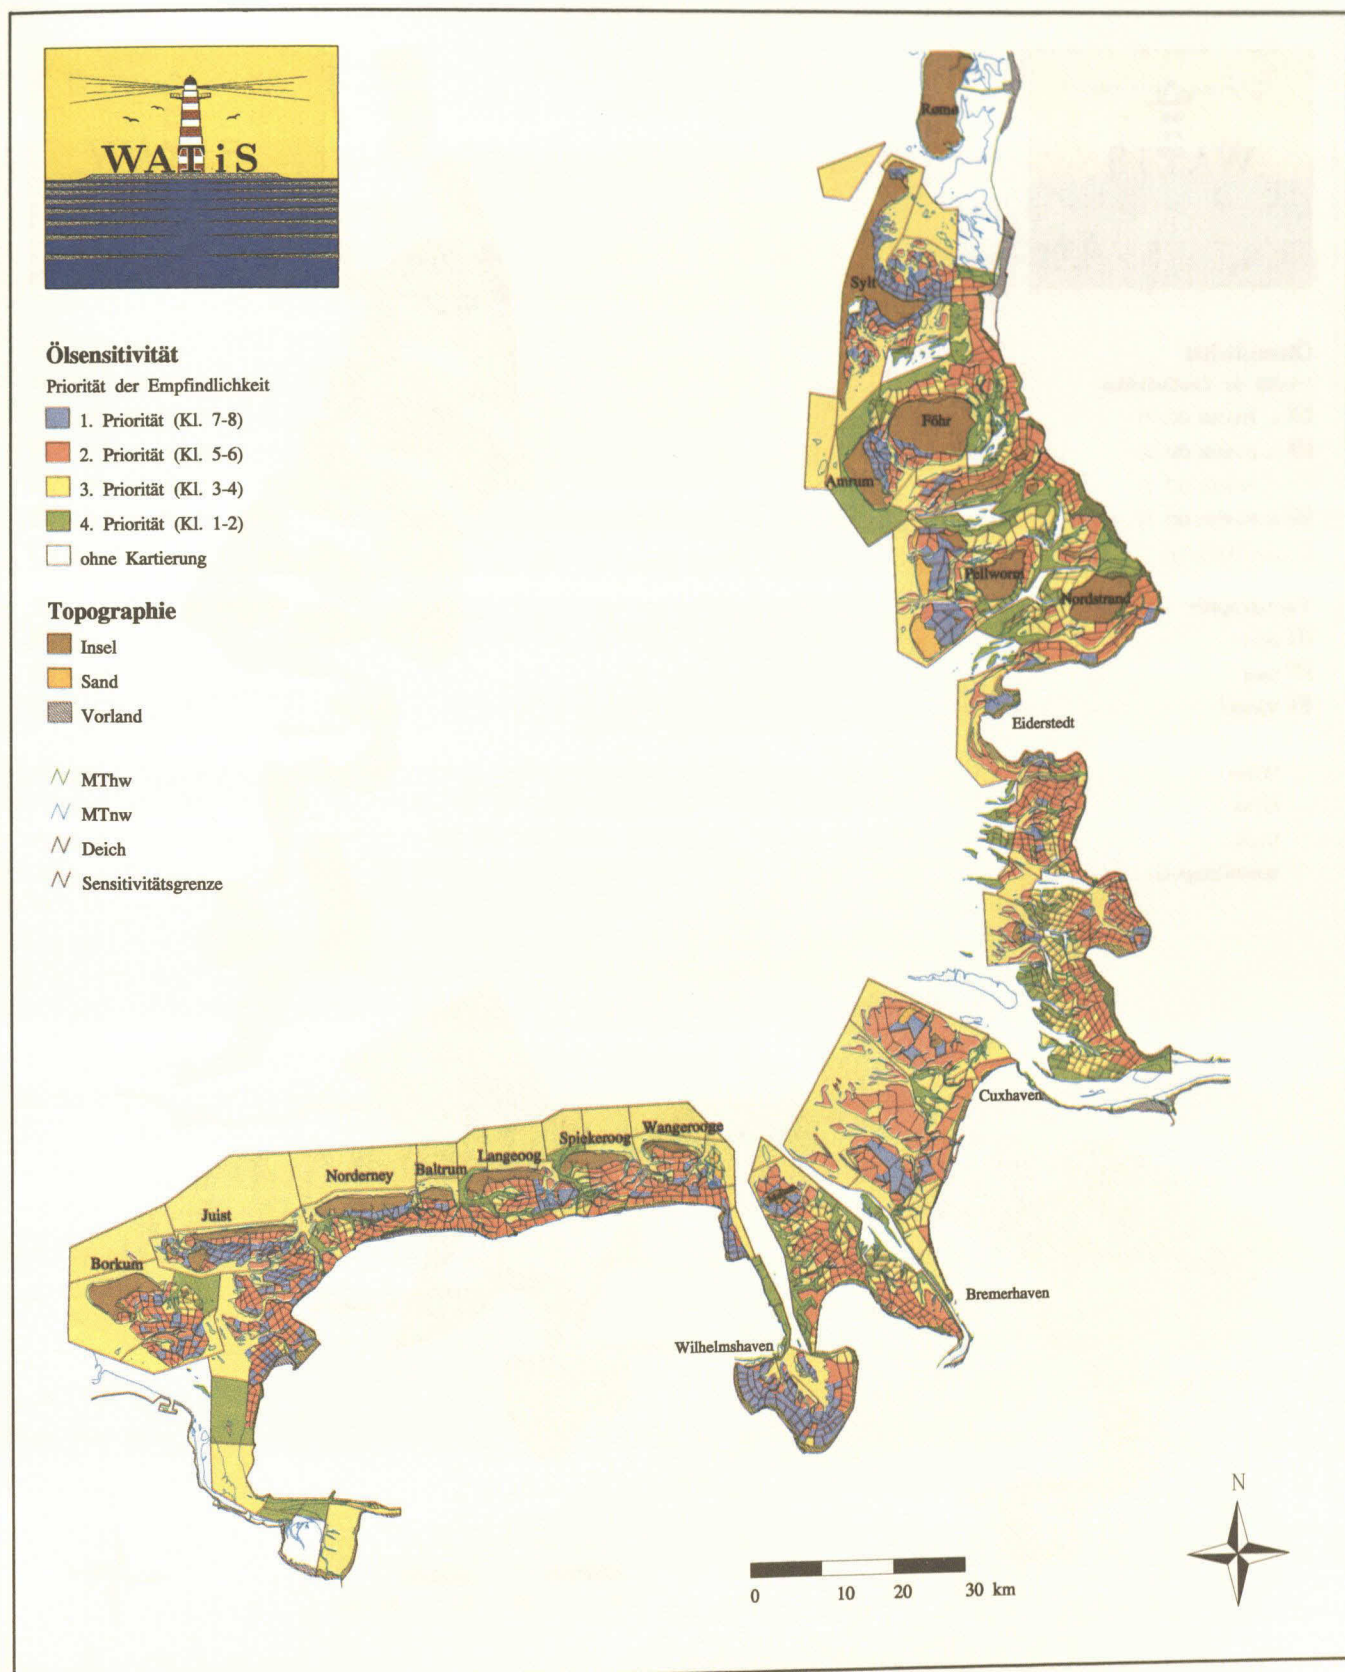 WATiS
Ölsensitivität
Priorität der Empfindlichkeit
1. Priorität (Kl. 7-8)
2. Priorität (Kl. 5-6)
3. Priorität (Kl. 3-4)
4. Priorität (Kl. 1-2)
ohne Kartierung
Topographie
Insel
Sand
Vorland
MThw
MTnw
Deich
Sensitivitätsgrenze
Rømø
Sylt
Föhr
Amrum
Pellworm
Nordstrand
Eiderstedt
Cuxhaven
Wangerooge
Spiekeroog
Langeoog
Baltrum
Norderney
Juist
Borkum
Bremerhaven
Wilhelmshaven
N
0 10 20 30 km